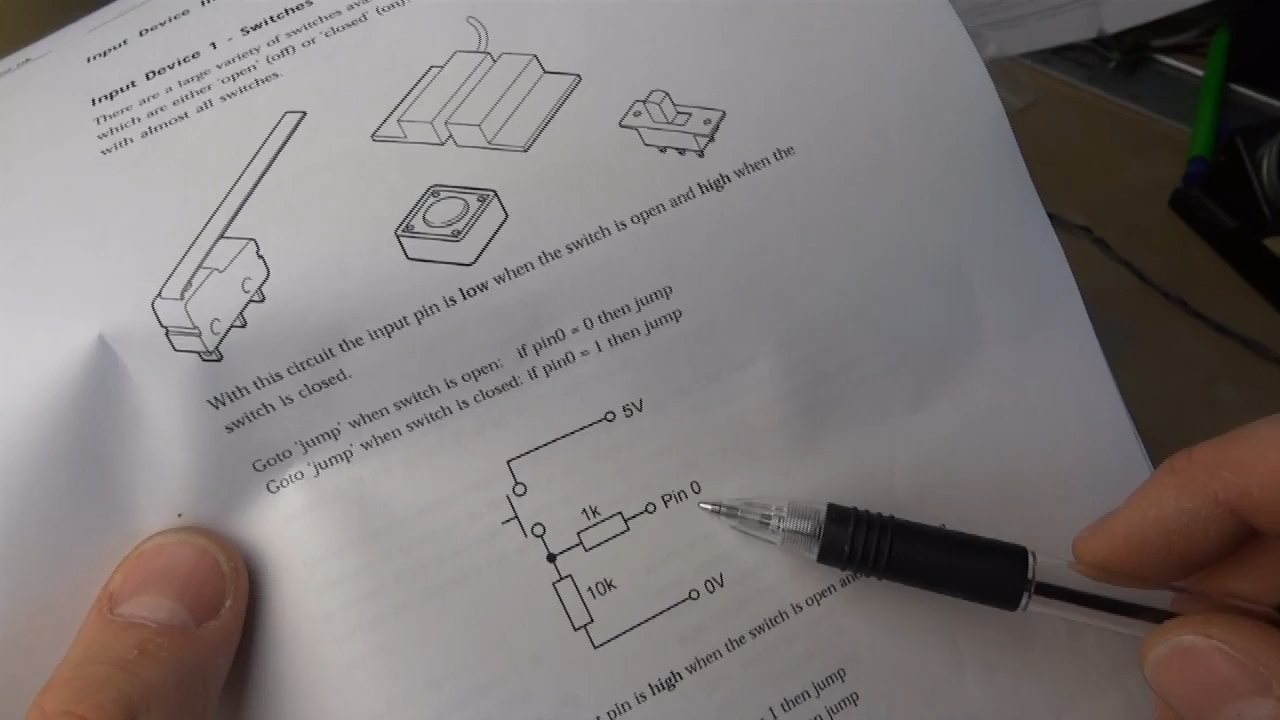 Input Device
Input Device 1 - Switches
There are a large variety of switches
which are either 'open' (off) or 'closed' (on)
with almost all switches.
With this circuit the input pin is low when the switch is open and high when the
switch is closed.
Goto 'jump' when switch is open: if pin0 = 0 then jump
Goto 'jump' when switch is closed: if pin0 = 1 then jump
5V
1k
Pin 0
10k
0V
pin is high when the switch is open
1 then jump
then jump